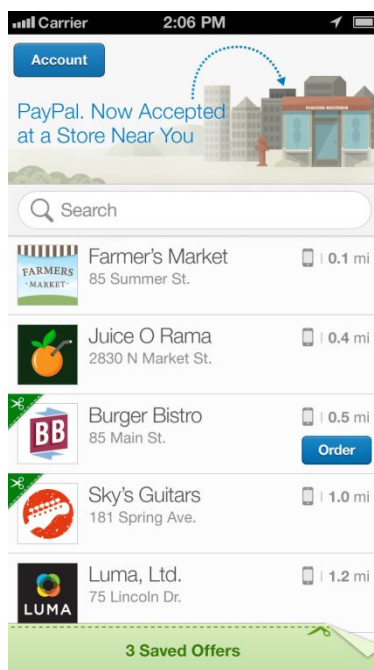 Carrier 2:06 PM
Account
PayPal. Now Accepted
at a Store Near You
FASHION BOUTIQUE
Search
FARMERS
·MARKET·
Farmer's Market
0.1 mi
85 Summer St.
Juice O Rama
0.4 mi
2830 N Market St.
BB
Burger Bistro
0.5 mi
85 Main St.
Order
Sky's Guitars
1.0 mi
181 Spring Ave.
LUMA
Luma, Ltd.
1.2 mi
75 Lincoln Dr.
3 Saved Offers